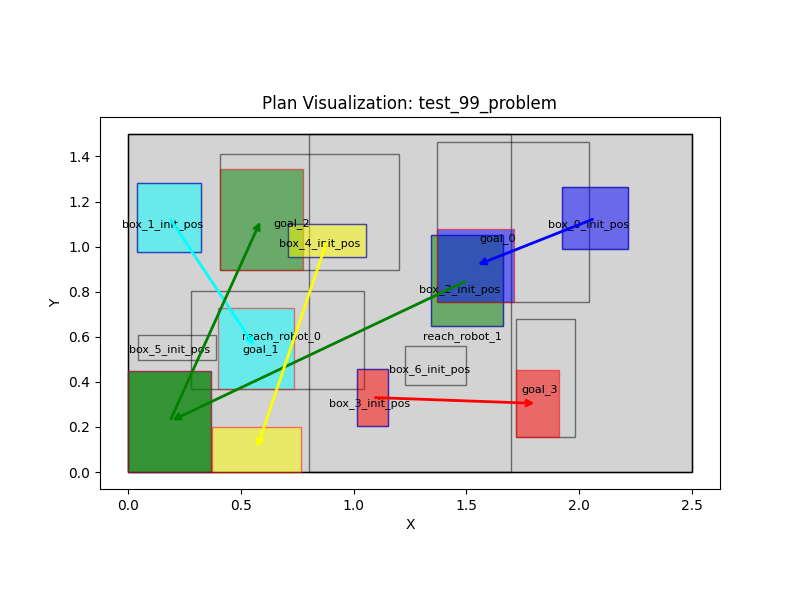 Plan Visualization: test_99_problem
1.4
1.2
1.0
0.8
0.6
0.4
0.2
0.0
Y
box_1_init_pos
goal_2
box_4_init_pos
goal_0
box_0_init_pos
box_2_init_pos
reach_robot_0
reach_robot_1
goal_1
box_5_init_pos
box_6_init_pos
goal_3
box_3_init_pos
0.0
0.5
1.0
1.5
2.0
2.5
X